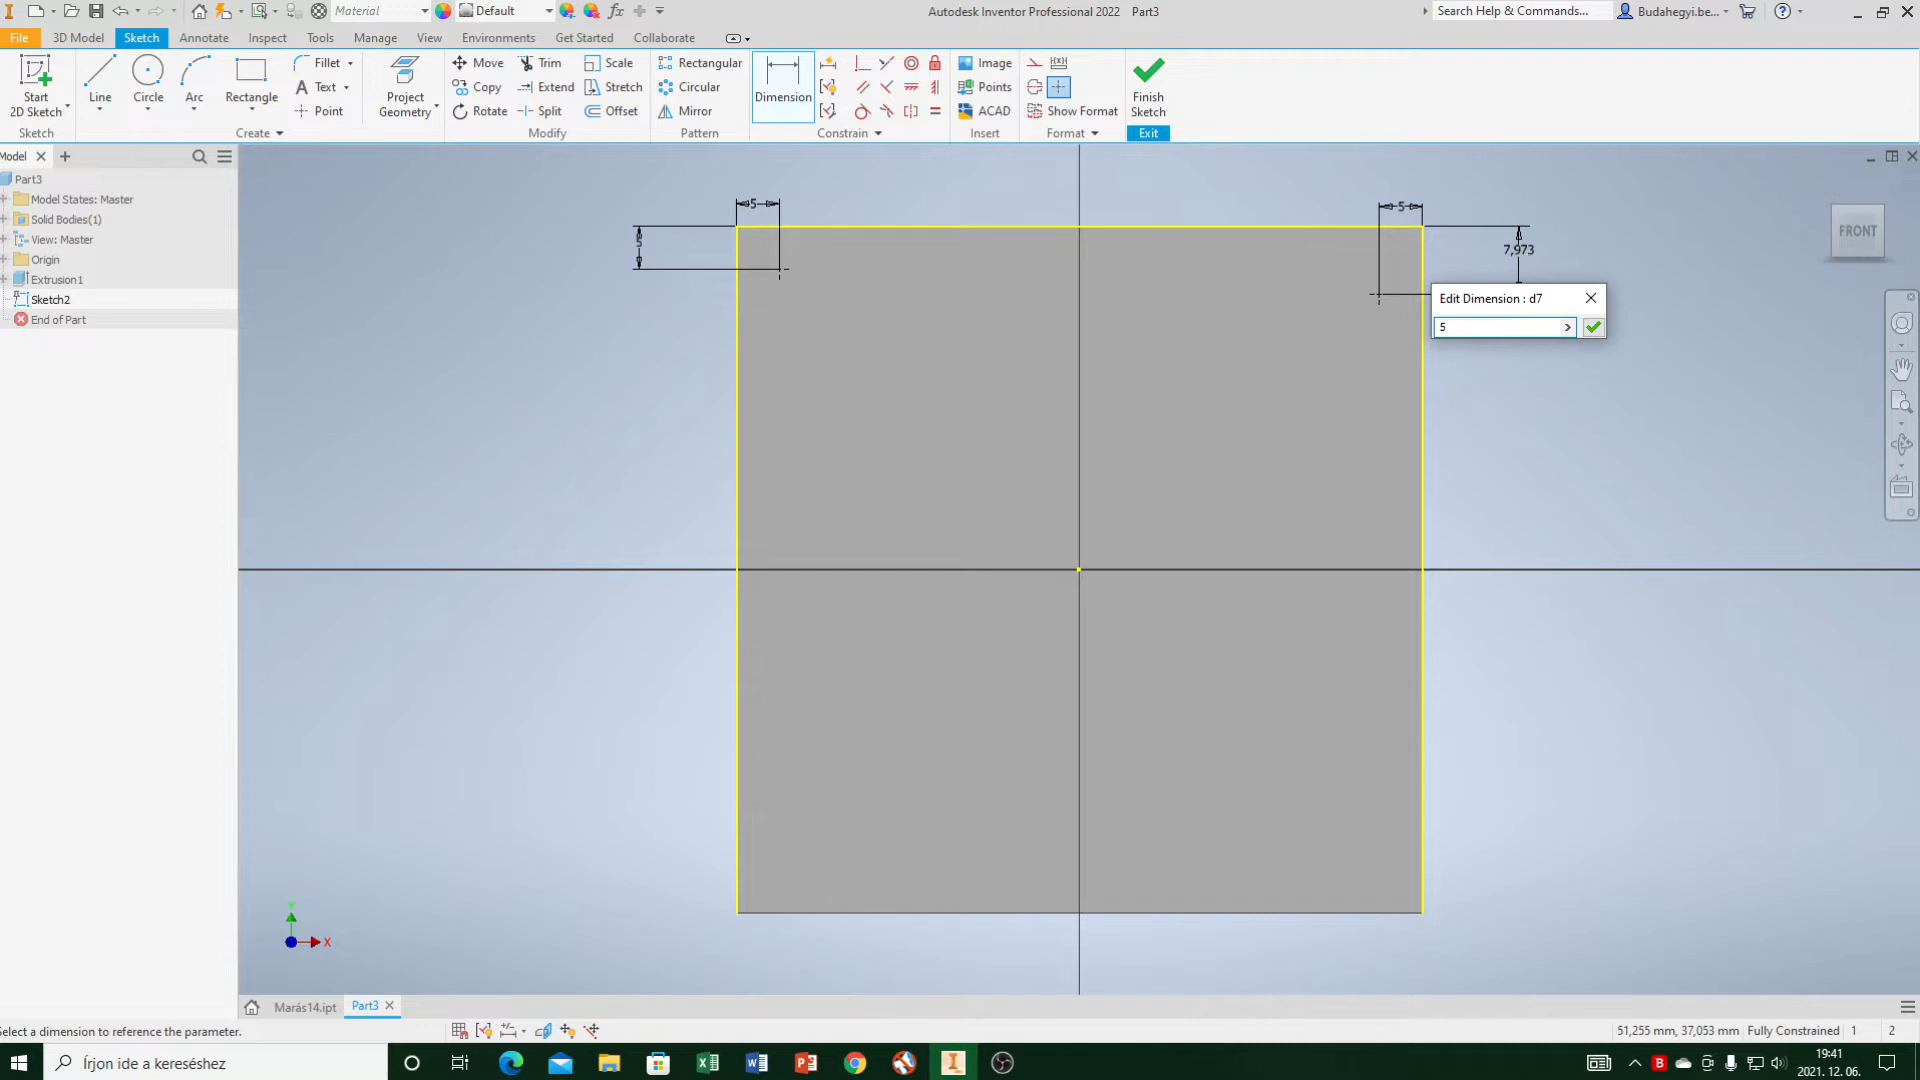 Material
Default
Autodesk Inventor Professional 2022 Part3
Search Help & Commands...
Budahegyi.be...
File
3D Model
Sketch
Annotate
Inspect
Tools
Manage
View
Environments
Get Started
Collaborate
Start
2D Sketch
Line
Circle
Arc
Rectangle
Fillet
Text
Point
Project
Geometry
Move
Copy
Rotate
Trim
Extend
Split
Scale
Stretch
Offset
Rectangular
Circular
Mirror
Dimension
Image
Points
ACAD
Show Format
Finish
Sketch
Sketch
Create
Modify
Pattern
Constrain
Insert
Format
Exit
Model
Part3
Model States: Master
Solid Bodies(1)
View: Master
Origin
Extrusion1
Sketch2
End of Part
5
5
5
7,973
FRONT
Edit Dimension : d7
5
Y
X
Marás14.ipt
Part3
Select a dimension to reference the parameter.
51,255 mm, 37,053 mm Fully Constrained 1 2
Írjon ide a kereséshez
19:41
2021. 12. 06.